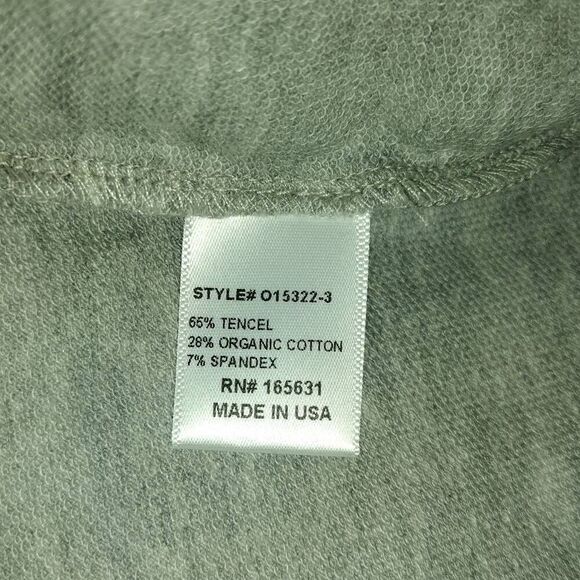 STYLE# O15322-3
65% TENCEL
28% ORGANIC COTTON
7% SPANDEX
RN# 165631
MADE IN USA